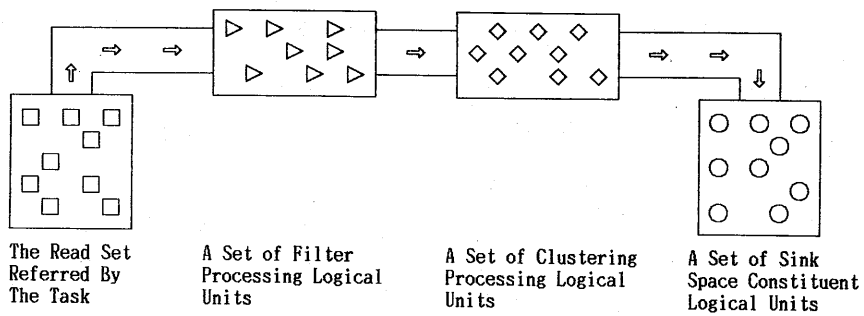 The Read Set
Referred By
The Task
A Set of Filter
Processing Logical
Units
A Set of Clustering
Processing Logical
Units
A Set of Sink
Space Constituent
Logical Units